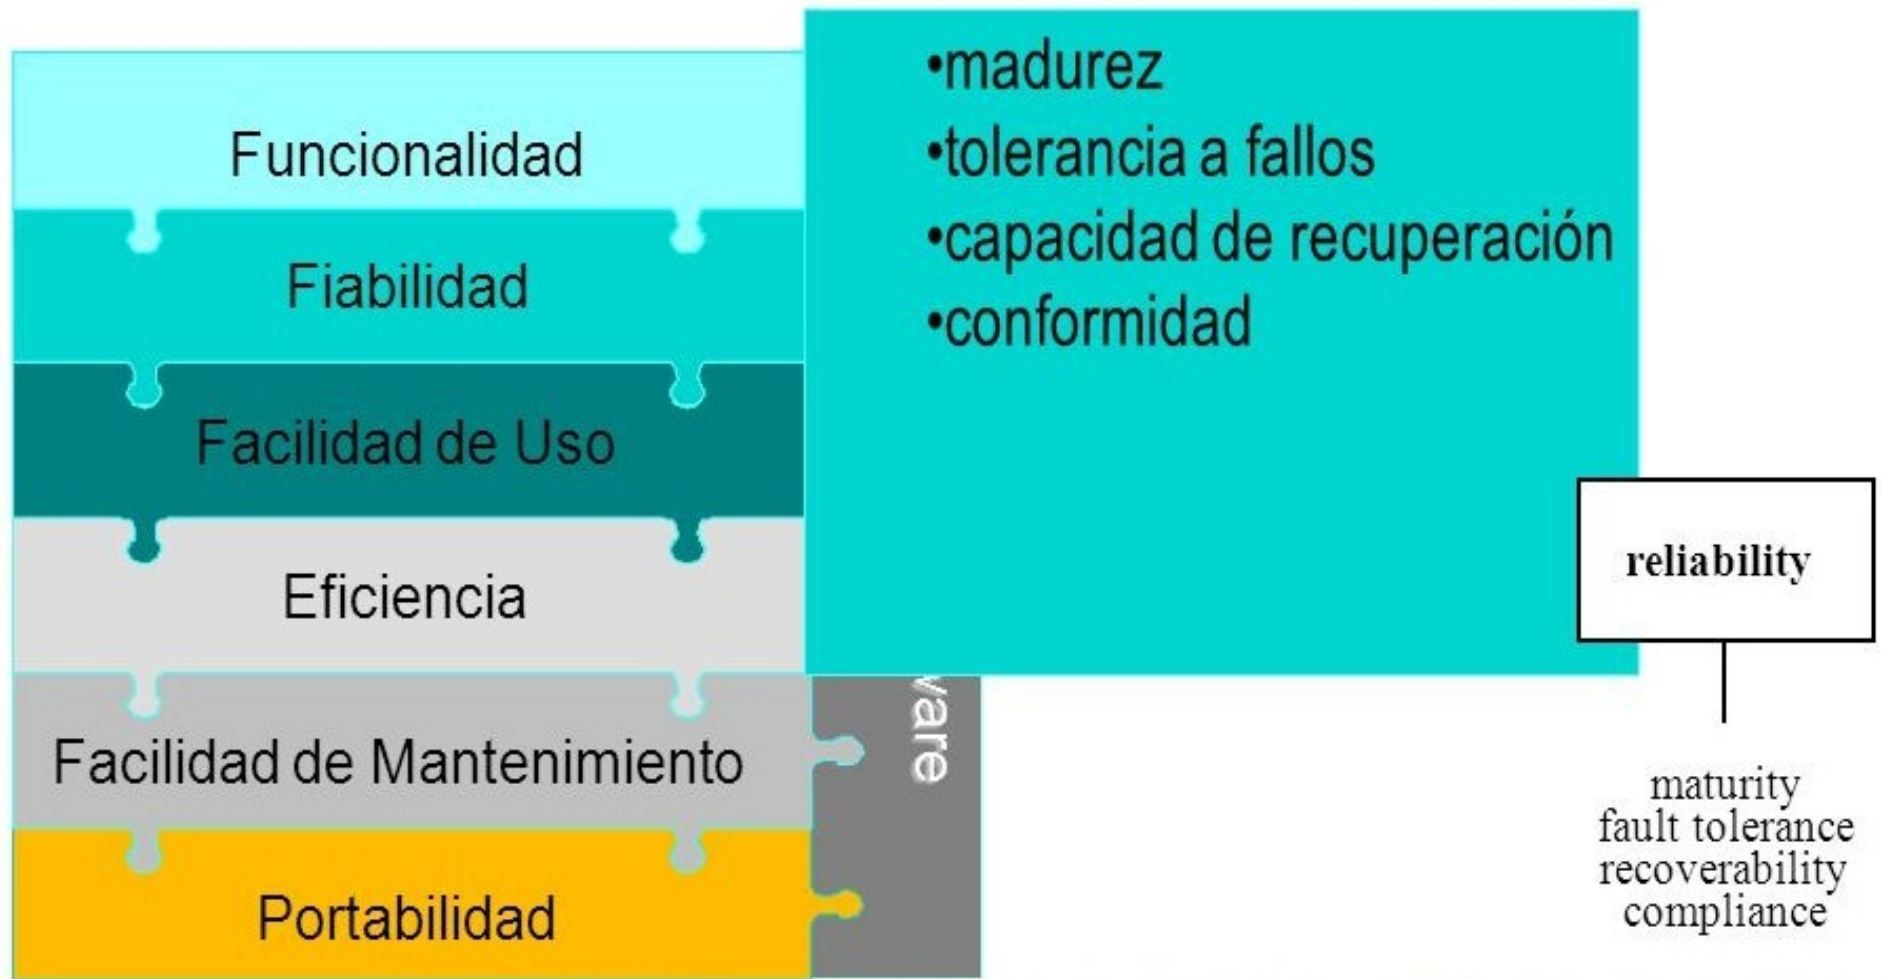 Funcionalidad
Fiabilidad
Facilidad de Uso
Eficiencia
Facilidad de Mantenimiento
Portabilidad
•madurez
•tolerancia a fallos
•capacidad de recuperación
•conformidad
ware
reliability
maturity
fault tolerance
recoverability
compliance